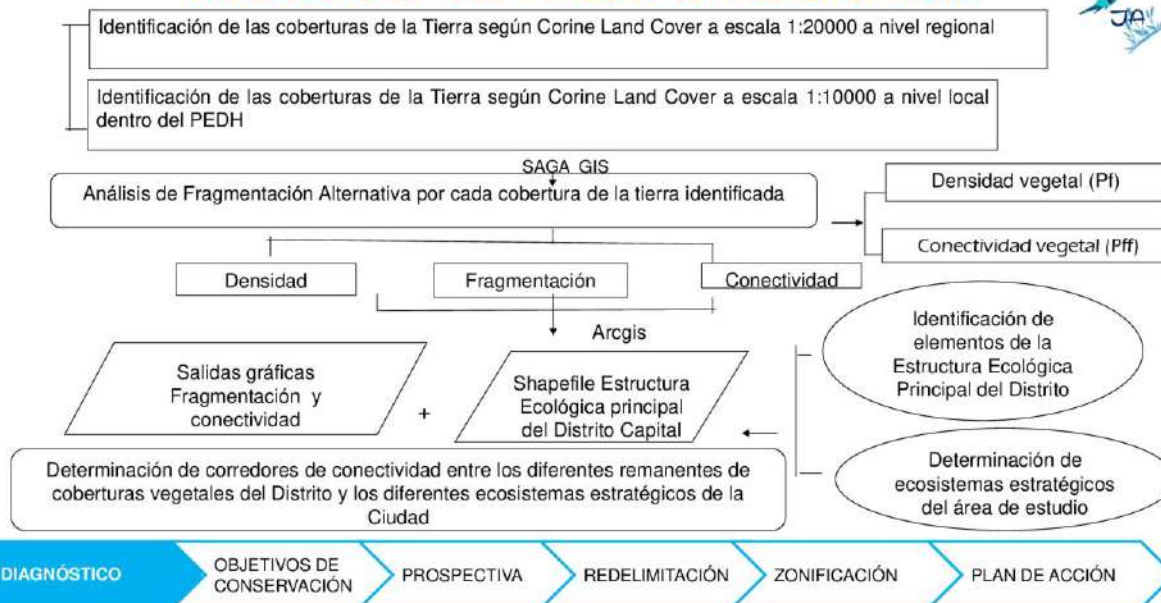 Identificación de las coberturas de la Tierra según Corine Land Cover a escala 1:20000 a nivel regional
Identificación de las coberturas de la Tierra según Corine Land Cover a escala 1:10000 a nivel local
dentro del PEDH
SAGA GIS
Análisis de Fragmentación Alternativa por cada cobertura de la tierra identificada
Densidad vegetal (Pf)
Conectividad vegetal (Pff)
Densidad
Fragmentación
Conectividad
Arcgis
Salidas gráficas
Fragmentación y
conectividad
+
Shapefile Estructura
Ecológica principal
del Distrito Capital
Identificación de
elementos de la
Estructura Ecológica
Principal del Distrito
Determinación de
ecosistemas estratégicos
del área de estudio
Determinación de corredores de conectividad entre los diferentes remanentes de
coberturas vegetales del Distrito y los diferentes ecosistemas estratégicos de la
Ciudad
DIAGNÓSTICO
OBJETIVOS DE
CONSERVACIÓN
PROSPECTIVA
REDELIMITACIÓN
ZONIFICACIÓN
PLAN DE ACCIÓN